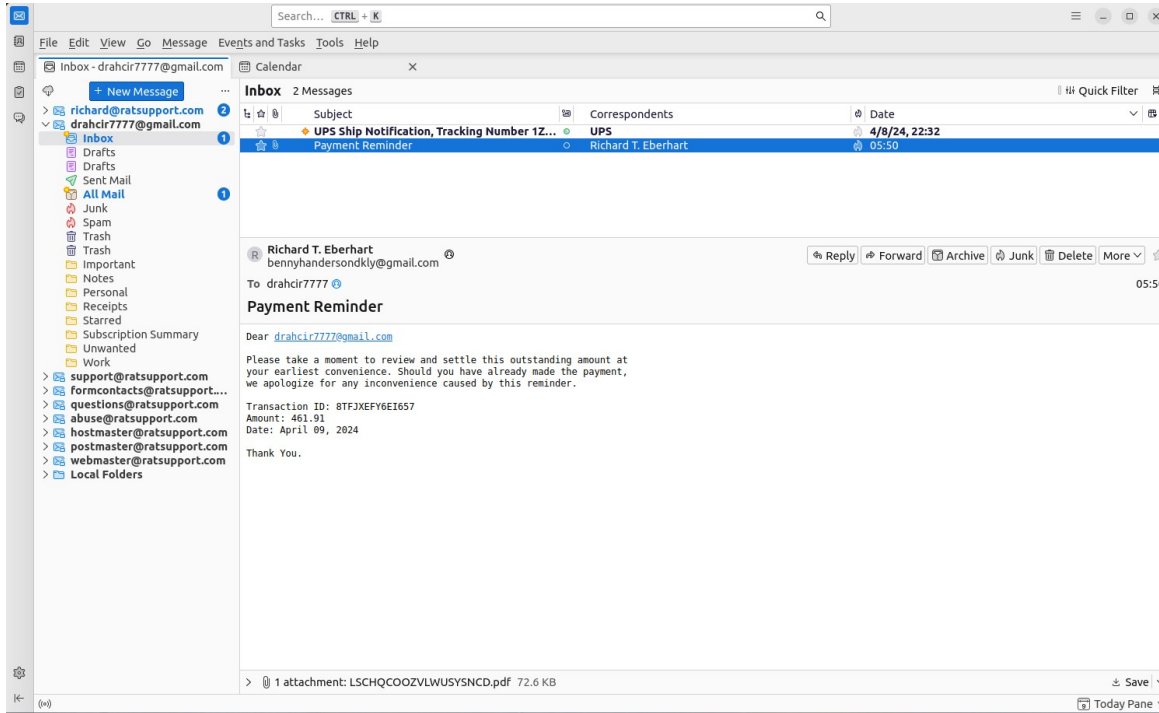 Search... CTRL + K
File Edit View Go Message Events and Tasks Tools Help
Inbox - drahcir7777@gmail.com
Calendar
+ New Message
richard@ratsupport.com 2
drahcir7777@gmail.com
Inbox 1
Drafts
Drafts
Sent Mail
All Mail 1
Junk
Spam
Trash
Trash
Important
Notes
Personal
Receipts
Starred
Subscription Summary
Unwanted
Work
support@ratsupport.com
formcontacts@ratsupport....
questions@ratsupport.com
abuse@ratsupport.com
hostmaster@ratsupport.com
postmaster@ratsupport.com
webmaster@ratsupport.com
Local Folders
Inbox 2 Messages
Quick Filter
Subject Correspondents Date
UPS Ship Notification, Tracking Number 1Z... UPS 4/8/24, 22:32
Payment Reminder Richard T. Eberhart 05:50
R Richard T. Eberhart
bennyhandersondkly@gmail.com
Reply Forward Archive Junk Delete More
To drahcir7777 05:5
Payment Reminder
Dear drahcir7777@gmail.com
Please take a moment to review and settle this outstanding amount at
your earliest convenience. Should you have already made the payment,
we apologize for any inconvenience caused by this reminder.
Transaction ID: 8TFJXEFY6EI657
Amount: 461.91
Date: April 09, 2024
Thank You.
1 attachment: LSCHQCOOZVLWUSYSNCD.pdf 72.6 KB
Save
9 Today Pane